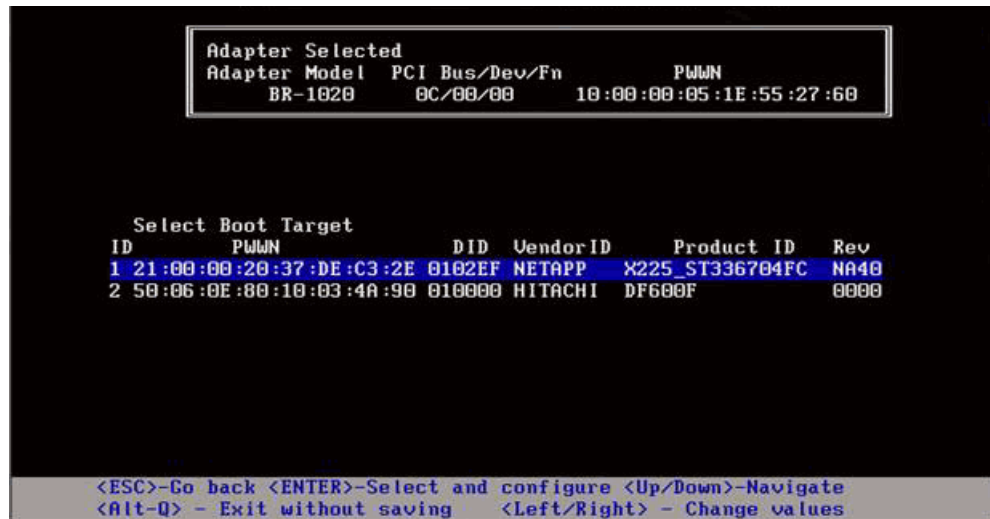 Adapter Selected
Adapter Model PCI Bus/Dev/Fn PWWN
BR-1020 0C/00/00 10:00:00:05:1E:55:27:60
Select Boot Target
ID PWWN DID VendorID Product ID Rev
1 21:00:00:20:37:DE:C3:2E 0102EF NETAPP X225_ST336704FC NA40
2 50:06:0E:80:10:03:4A:90 010000 HITACHI DF600F 0000
<ESC>-Go back <ENTER>-Select and configure <Up/Down>-Navigate
<Alt-Q> - Exit without saving <Left/Right> - Change values